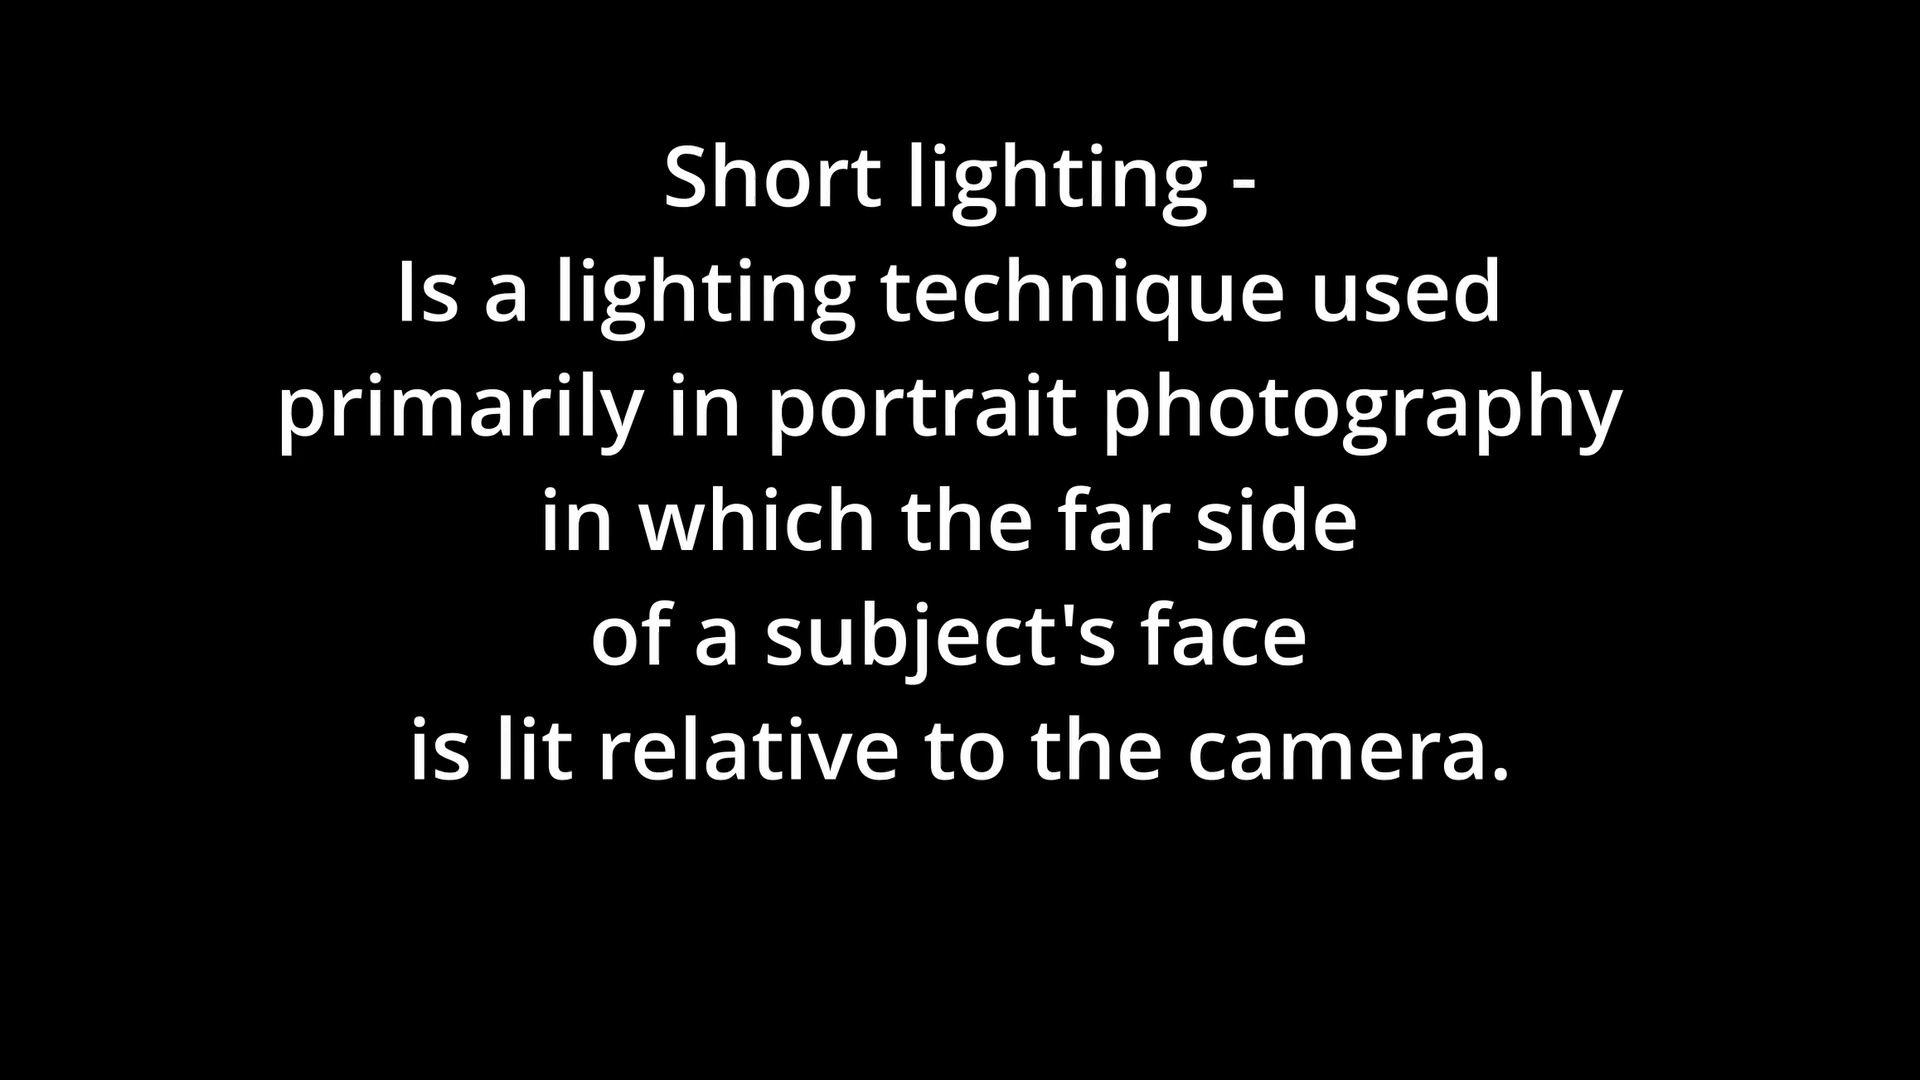 Short lighting -
Is a lighting technique used
primarily in portrait photography
in which the far side
of a subject's face
is lit relative to the camera.